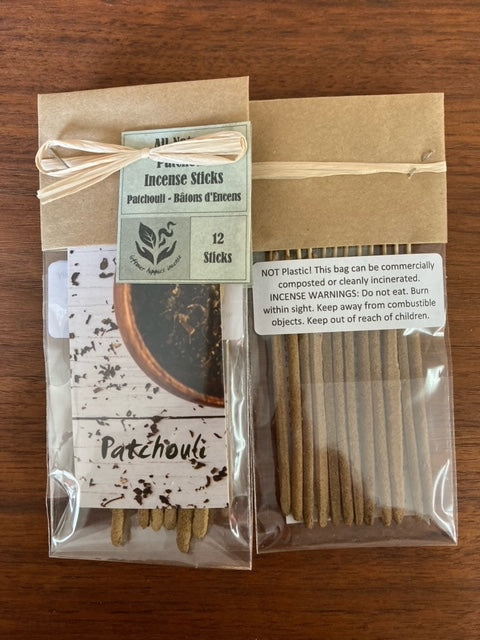 All Nat
Patcho
Incense Sticks
Patchouli - Bâtons d'Encens
12
Sticks
Patchouli
NOT Plastic! This bag can be commercially
composted or cleanly incinerated.
INCENSE WARNINGS: Do not eat. Burn
within sight. Keep away from combustible
objects. Keep out of reach of children.